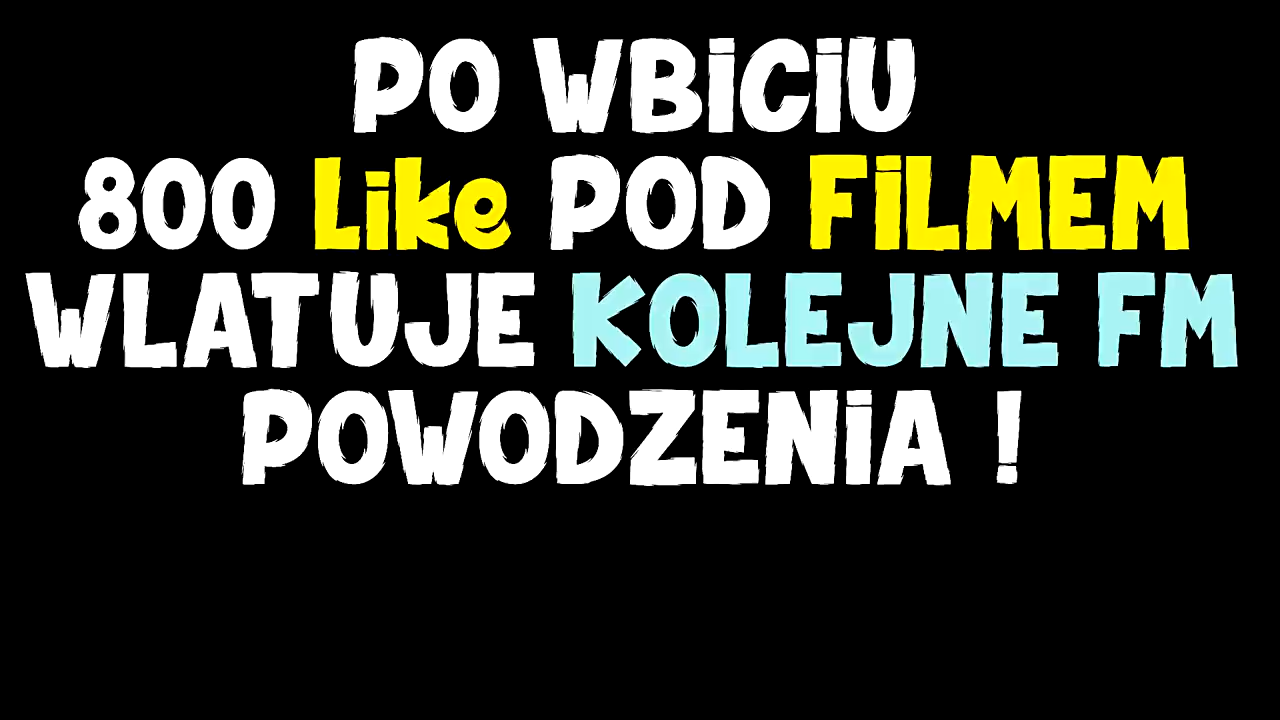 PO WBiCiU
800 Like POD FiLMEM
WLATUJE KOLEJNE FM
POWODZENiA !